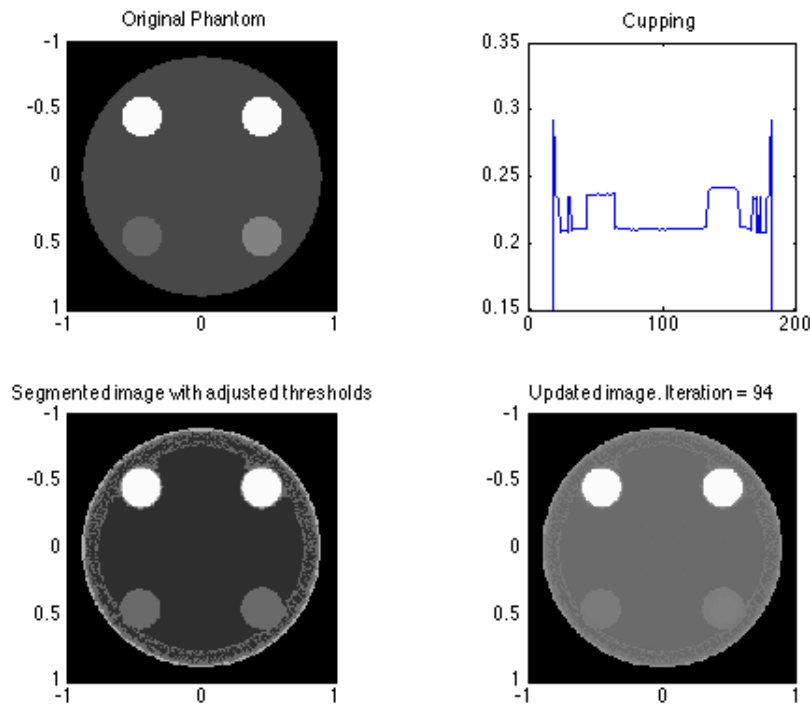 Original Phantom
-1
-0.5
0
0.5
1
-1 0 1
Cupping
0.35
0.3
0.25
0.2
0.15
0 100 200
Segmented image with adjusted thresholds
-1
-0.5
0
0.5
1
-1 0 1
Updated image. Iteration = 94
-1
-0.5
0
0.5
1
-1 0 1